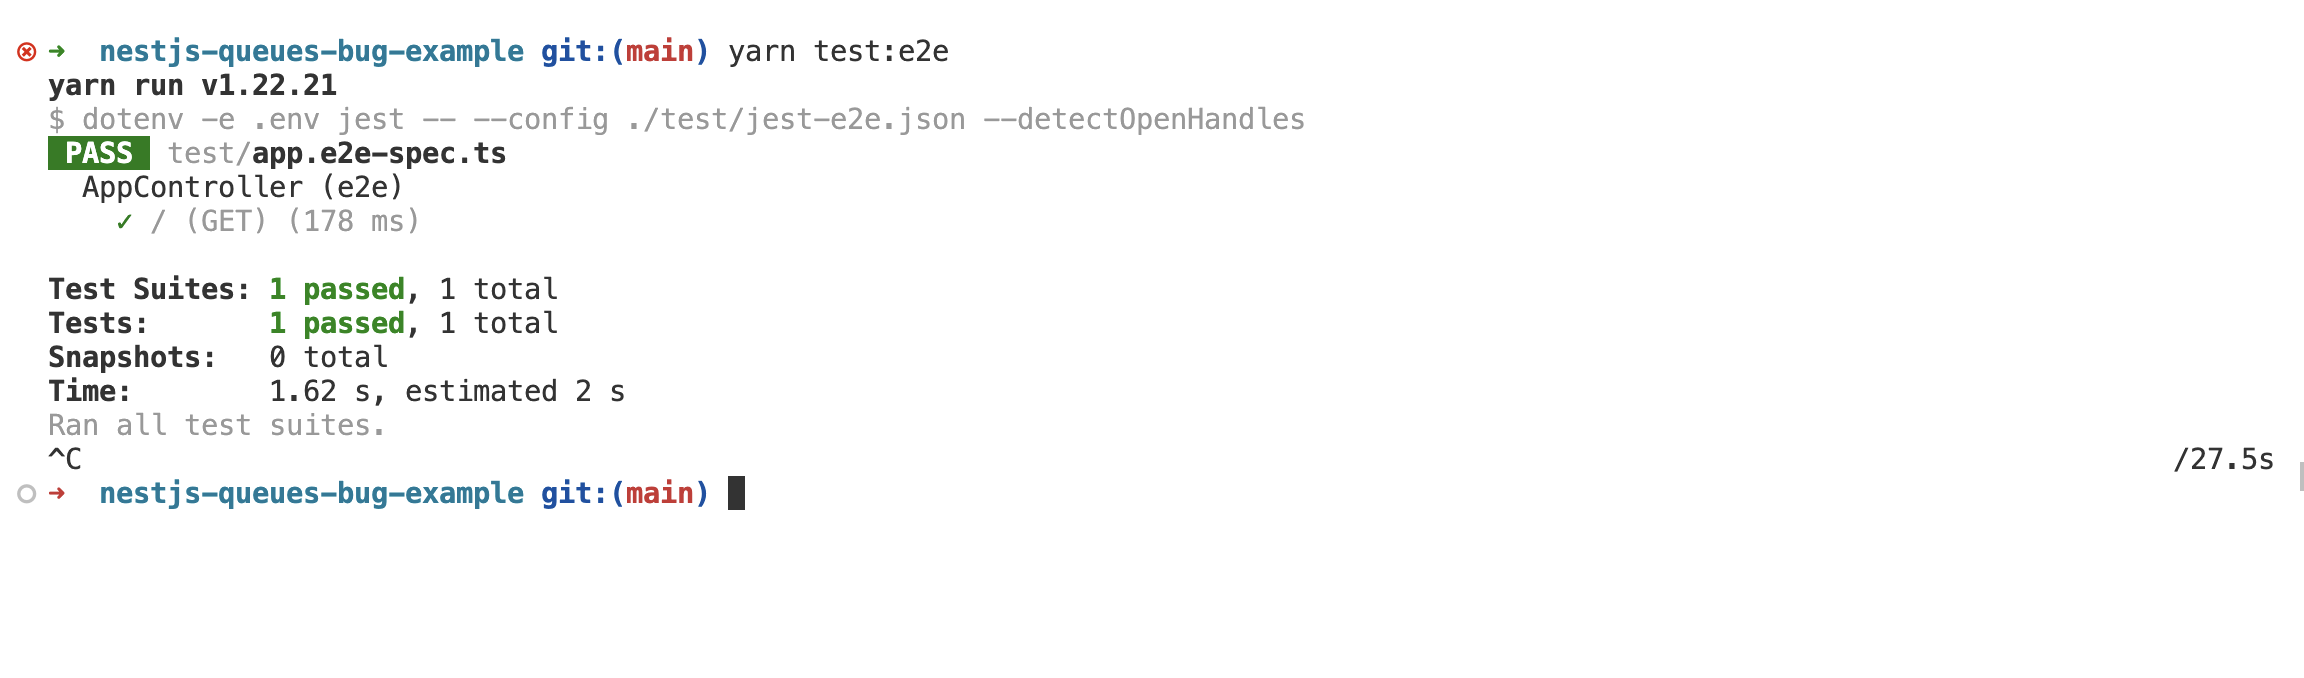 ➜  nestjs-queues-bug-example git:(main) yarn test:e2e
yarn run v1.22.21
$ dotenv -e .env jest -- --config ./test/jest-e2e.json --detectOpenHandles
PASS test/app.e2e-spec.ts
AppController (e2e)
✓ / (GET) (178 ms)
Test Suites: 1 passed, 1 total
Tests:       1 passed, 1 total
Snapshots:   0 total
Time:        1.62 s, estimated 2 s
Ran all test suites.
^C /27.5s
➜  nestjs-queues-bug-example git:(main)